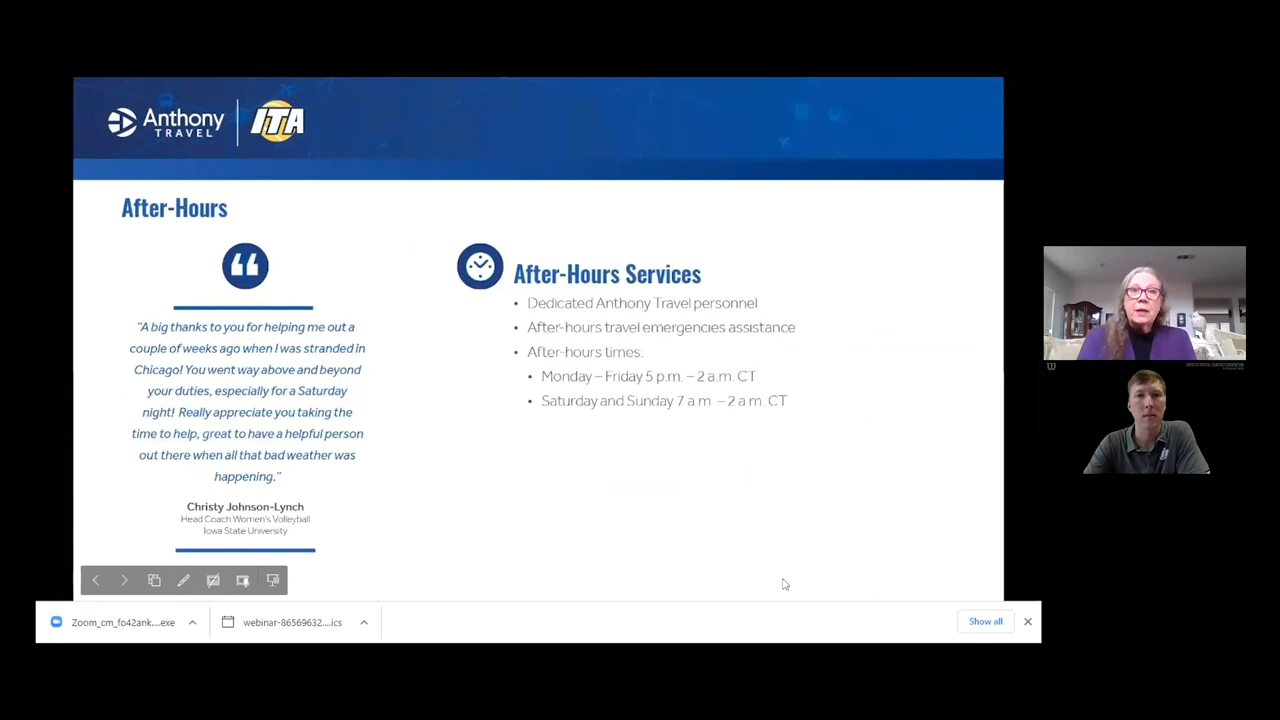 Anthony
TRAVEL
ITA
After-Hours
"A big thanks to you for helping me out a
couple of weeks ago when I was stranded in
Chicago! You went way above and beyond
your duties, especially for a Saturday
night! Really appreciate you taking the
time to help, great to have a helpful person
out there when all that bad weather was
happening."
Christy Johnson-Lynch
Head Coach Women's Volleyball
Iowa State University
After-Hours Services
• Dedicated Anthony Travel personnel
• After-hours travel emergencies assistance
• After-hours times:
• Monday – Friday 5 p.m. – 2 a.m. CT
• Saturday and Sunday 7 a.m. – 2 a.m. CT
Zoom_cm_fo42ank....exe
webinar-86569632....ics
Show all